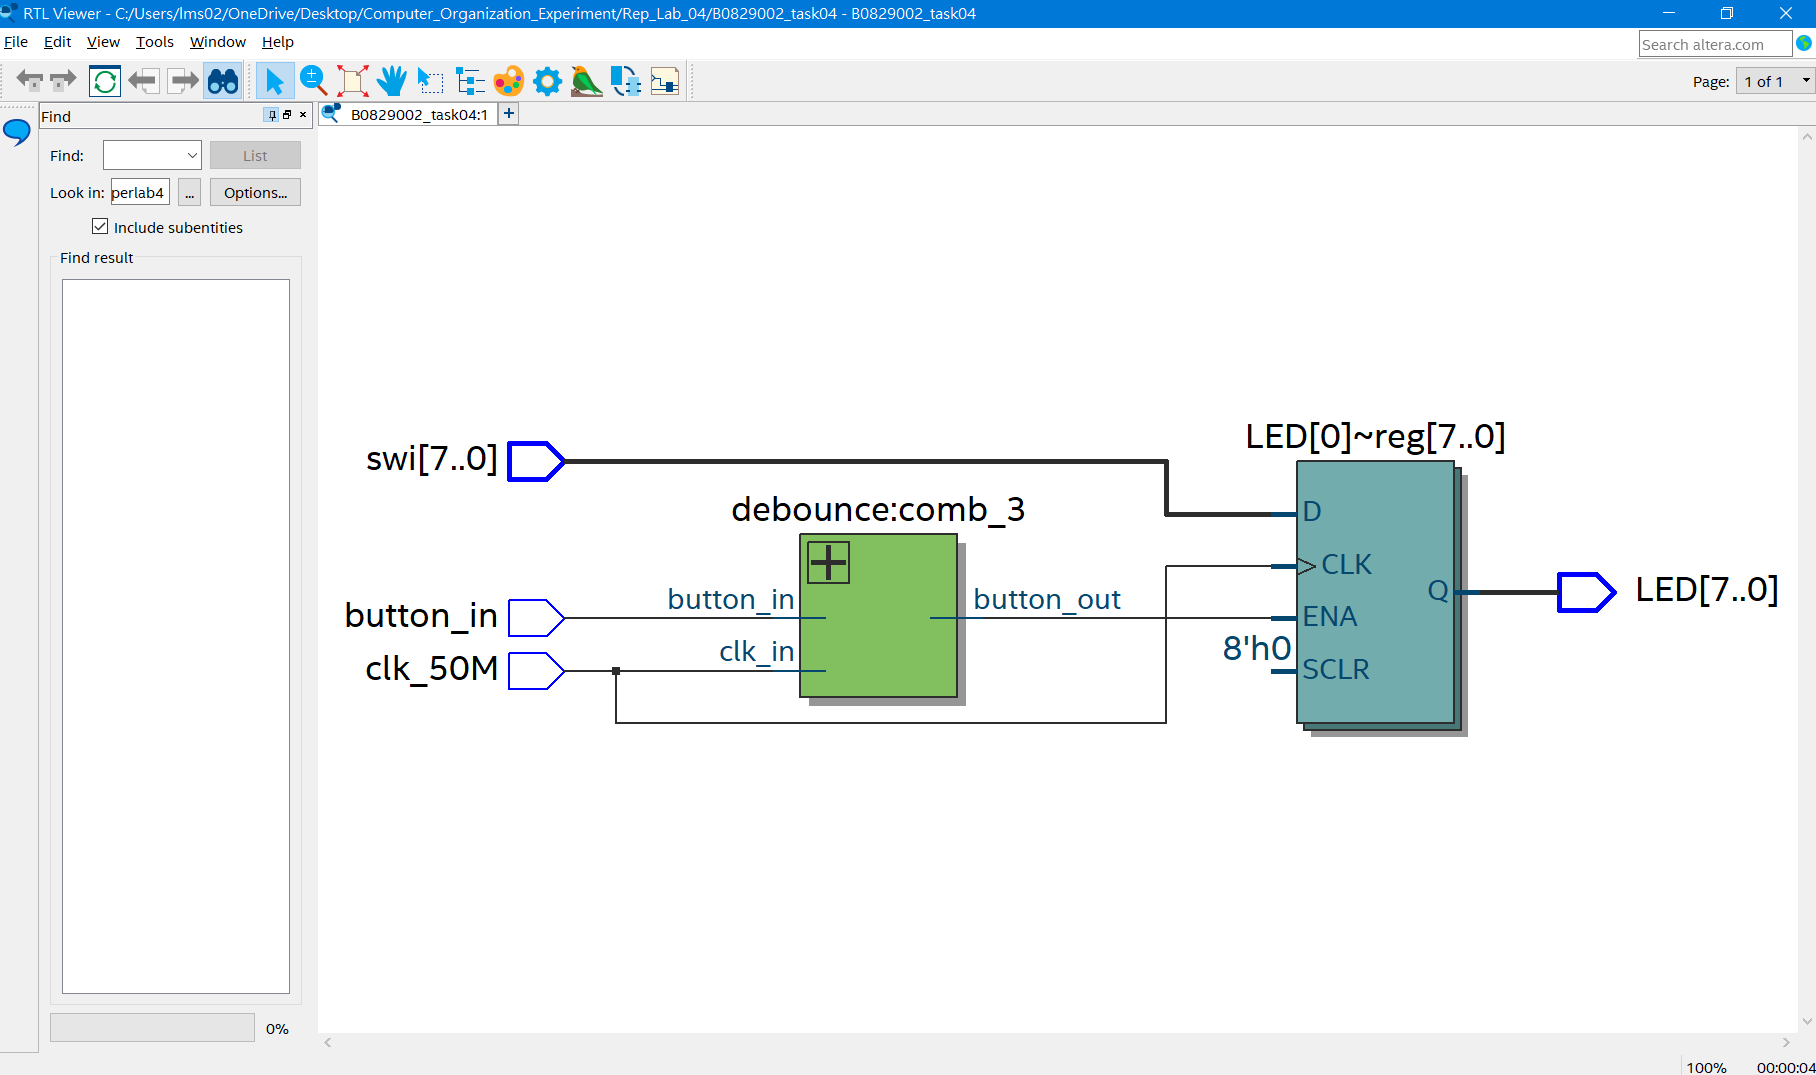 RTL Viewer - C:/Users/lms02/OneDrive/Desktop/Computer_Organization_Experiment/Rep_Lab_04/B0829002_task04 - B0829002_task04
File Edit View Tools Window Help
Search altera.com
Page: 1 of 1
Find
B0829002_task04:1 +
Find: List
Look in: perlab4 ... Options...
Include subentities
Find result
LED[0]~reg[7..0]
swi[7..0]
debounce:comb_3
D
CLK
button_in
button_in
button_out
ENA
Q
LED[7..0]
clk_50M
clk_in
8'h0
SCLR
0%
100% 00:00:04